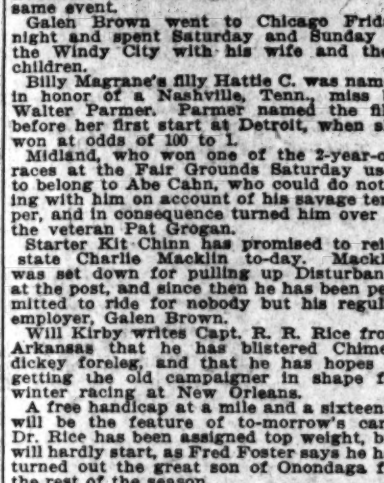 same event.
Galen Brown went to Chicago Frid
night and spent Saturday and Sunday
the Windy City with his wife and the
children.
Billy Magrane's filly Hattie C. was nam
in honor of a Nashville, Tenn., miss
Walter Parmer. Parmer named the fil
before her first start at Detroit, when s
won at odds of 100 to 1.
Midland, who won one of the 2-year-o
races at the Fair Grounds Saturday us
to belong to Abe Cahn, who could do not
ing with him on account of his savage tem
per, and in consequence turned him over
the veteran Pat Grogan.
Starter Kit Chinn has promised to rei
state Charlie Macklin to-day. Mackl
was set down for pulling up Disturban
at the post, and since then he has been pe
mitted to ride for nobody but his regul
employer, Galen Brown.
Will Kirby writes Capt. R. R. Rice fro
Arkansas that he has blistered Chime
dickey foreleg, and that he has hopes
getting the old campaigner in shape f
winter racing at New Orleans.
A free handicap at a mile and a sixteen
will be the feature of to-morrow's car
Dr. Rice has been assigned top weight, b
will hardly start, as Fred Foster says he h
turned out the great son of Onondaga f
the rest of the season.